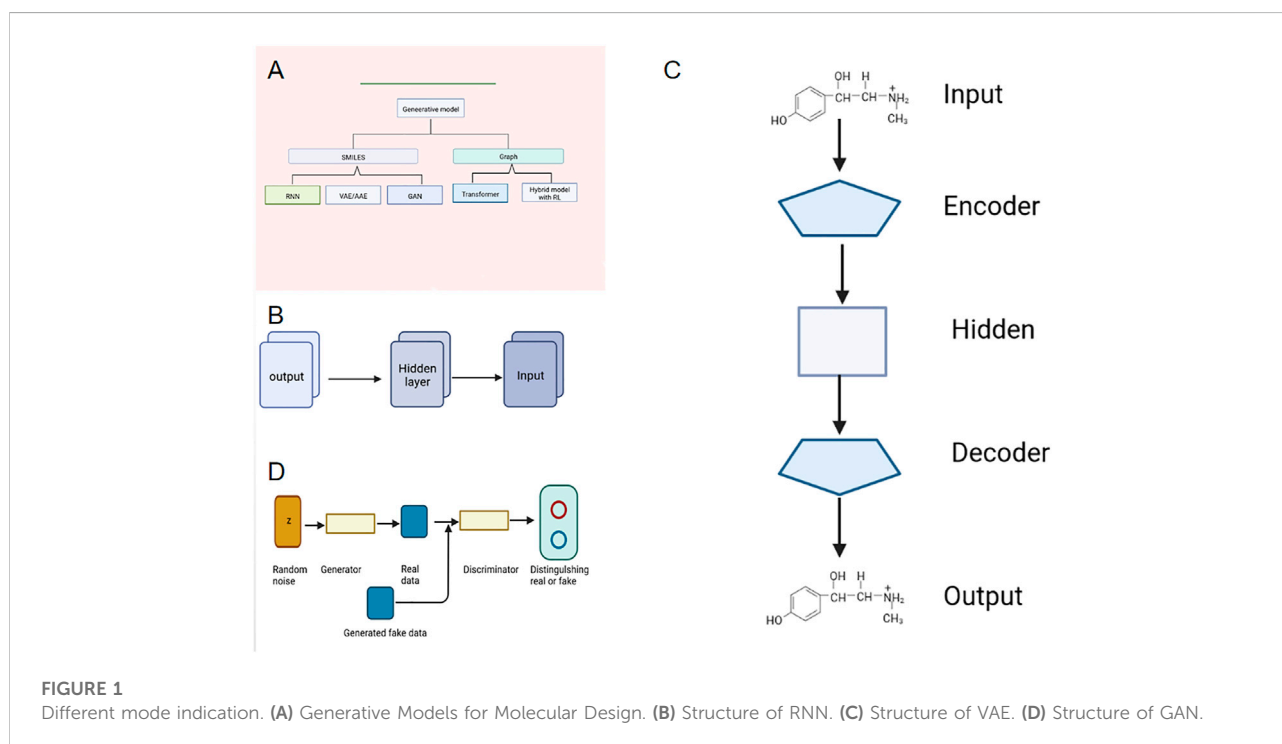 A
Geneerative model
SMILES
Graph
RNN
VAE/AAE
GAN
Transformer
Hybrid model
with RL
B
output
Hidden
layer
Input
D
z
Random
noise
Generator
Real
data
Discriminator
Distingulshing
real or fake
Generated fake data
C
OH H
CH-CH-NH₂
+
HO
CH₃
Input
Encoder
Hidden
Decoder
OH H
CH-CH-NH₂
+
HO
CH₃
Output
FIGURE 1
Different mode indication. (A) Generative Models for Molecular Design. (B) Structure of RNN. (C) Structure of VAE. (D) Structure of GAN.